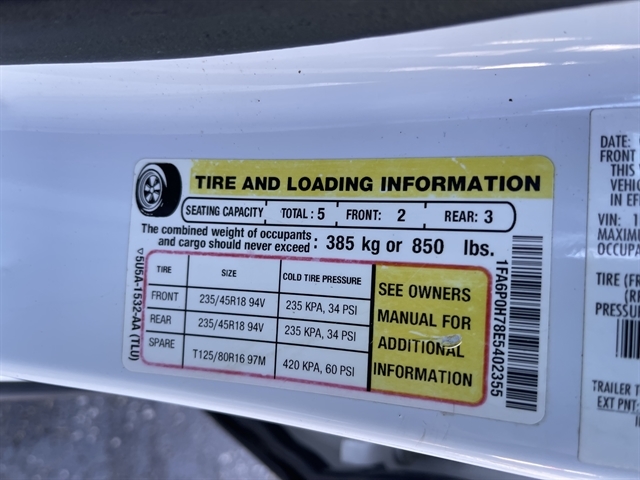 TIRE AND LOADING INFORMATION
SEATING CAPACITY TOTAL : 5 FRONT: 2 REAR: 3
The combined weight of occupants
and cargo should never exceed : 385 kg or 850 lbs.
TIRE SIZE COLD TIRE PRESSURE
FRONT 235/45R18 94V 235 KPA, 34 PSI
REAR 235/45R18 94V 235 KPA, 34 PSI
SPARE T125/80R16 97M 420 KPA, 60 PSI
SEE OWNERS
MANUAL FOR
ADDITIONAL
INFORMATION
5U5A-1532-AA (TLU)
1FA6P0H78E5402355
DATE:
FRONT
THIS
VEHIC
IN EF
VIN: 1
MAXIMU
OCCUPA
TIRE (FR
(RE
PRESSUR
TRAILER T
EXT PNT: